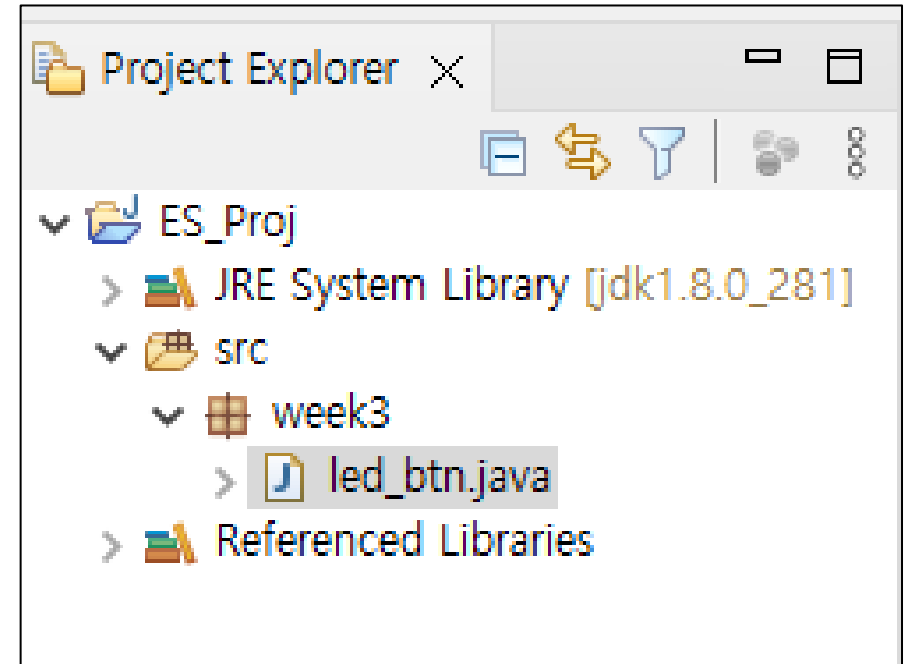 Project Explorer
ES_Proj
JRE System Library [jdk1.8.0_281]
src
week3
led_btn.java
Referenced Libraries